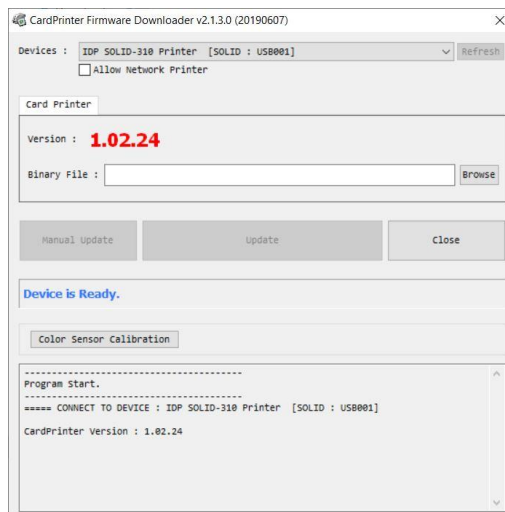 CardPrinter Firmware Downloader v2.1.3.0 (20190607)
Devices : IDP SOLID-310 Printer [SOLID : USB001] Refresh
Allow Network Printer
Card Printer
Version : 1.02.24
Binary File : Browse
Manual Update Update Close
Device is Ready.
Color Sensor Calibration
----------------------------------------
Program Start.
----------------------------------------
===== CONNECT TO DEVICE : IDP SOLID-310 Printer [SOLID : USB001]
CardPrinter Version : 1.02.24